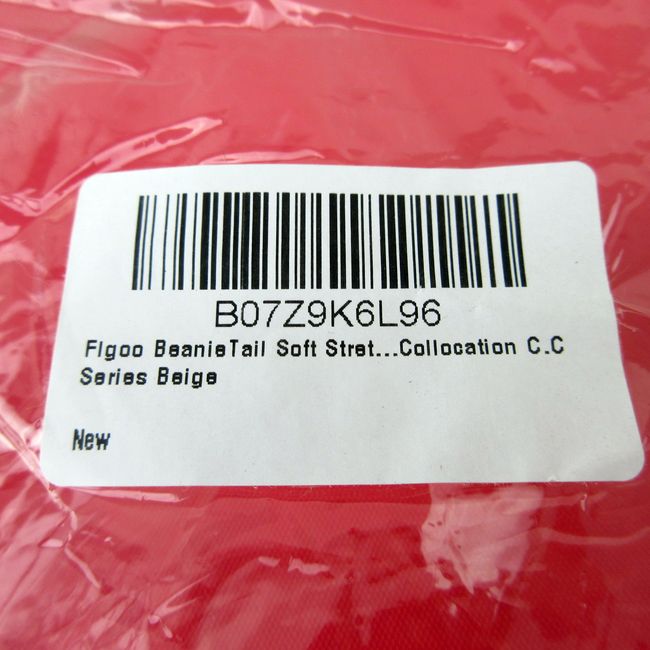 B07Z9K6L96
Flgoo BeanieTail Soft Stret...Collocation C.C
Series Beige
New